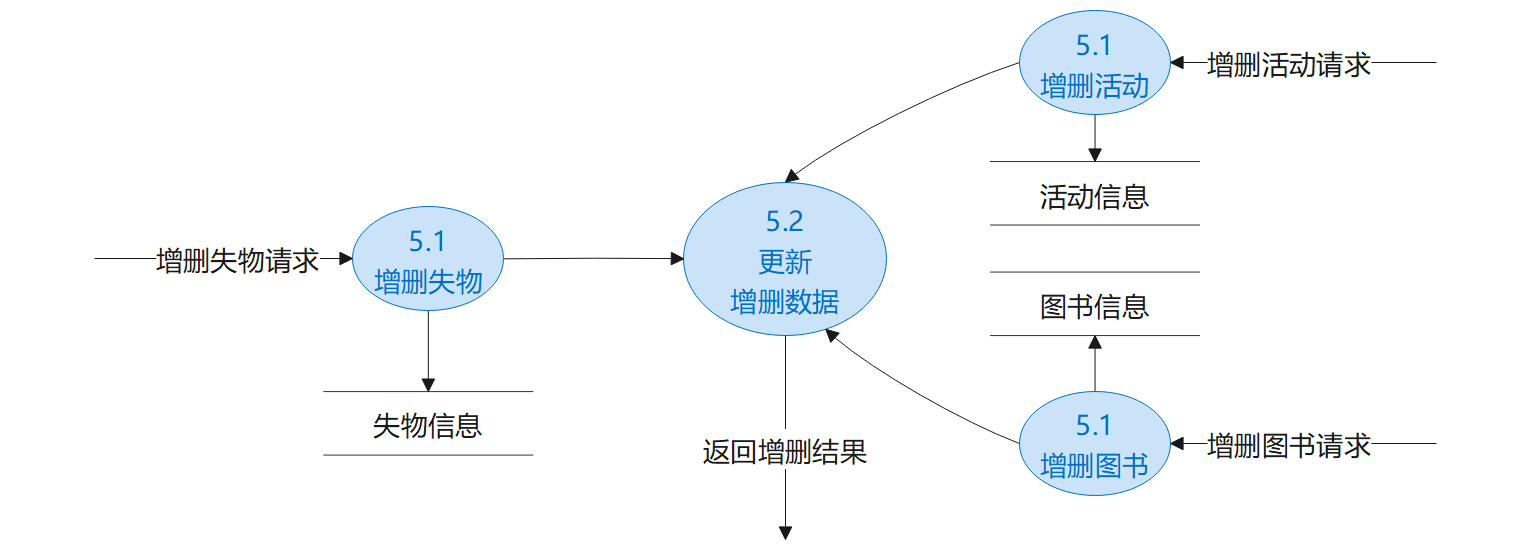 5.1
增删活动
增删活动请求
活动信息
5.2
更新
增删数据
增删失物请求
5.1
增删失物
图书信息
失物信息
返回增删结果
5.1
增删图书
增删图书请求